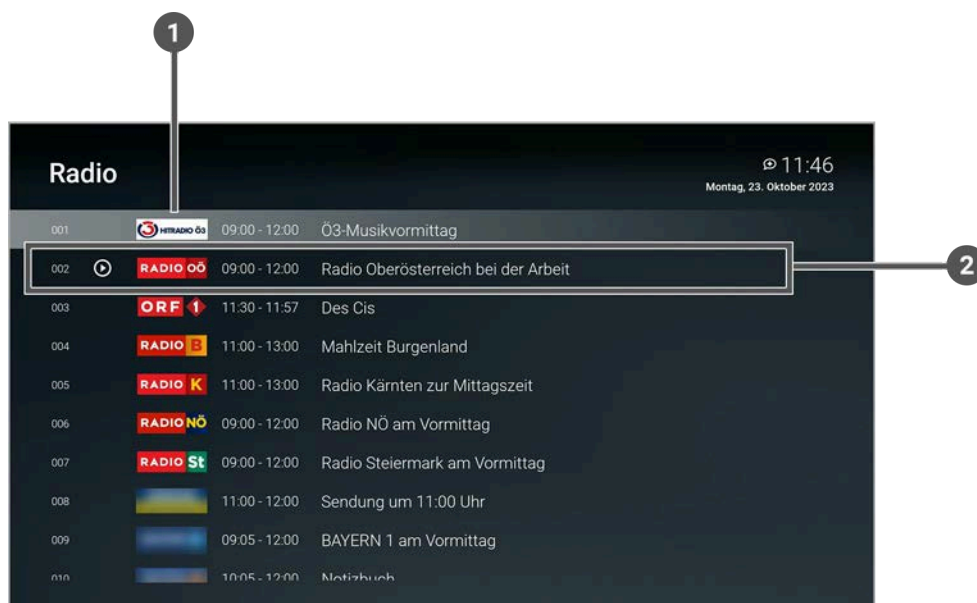 1
Radio
11:46
Montag, 23. Oktober 2023
001 3 HITRADIO Ö3 09:00 - 12:00 Ö3-Musikvormittag
002 RADIO OÖ 09:00 - 12:00 Radio Oberösterreich bei der Arbeit
2
003 ORF 1 11:30 - 11:57 Des Cis
004 RADIO B 11:00 - 13:00 Mahlzeit Burgenland
005 RADIO K 11:00 - 13:00 Radio Kärnten zur Mittagszeit
006 RADIO NÖ 09:00 - 12:00 Radio NÖ am Vormittag
007 RADIO St 09:00 - 12:00 Radio Steiermark am Vormittag
008 11:00 - 12:00 Sendung um 11:00 Uhr
009 09:05 - 12:00 BAYERN 1 am Vormittag
010 10:05 - 12:00 Notizbuch